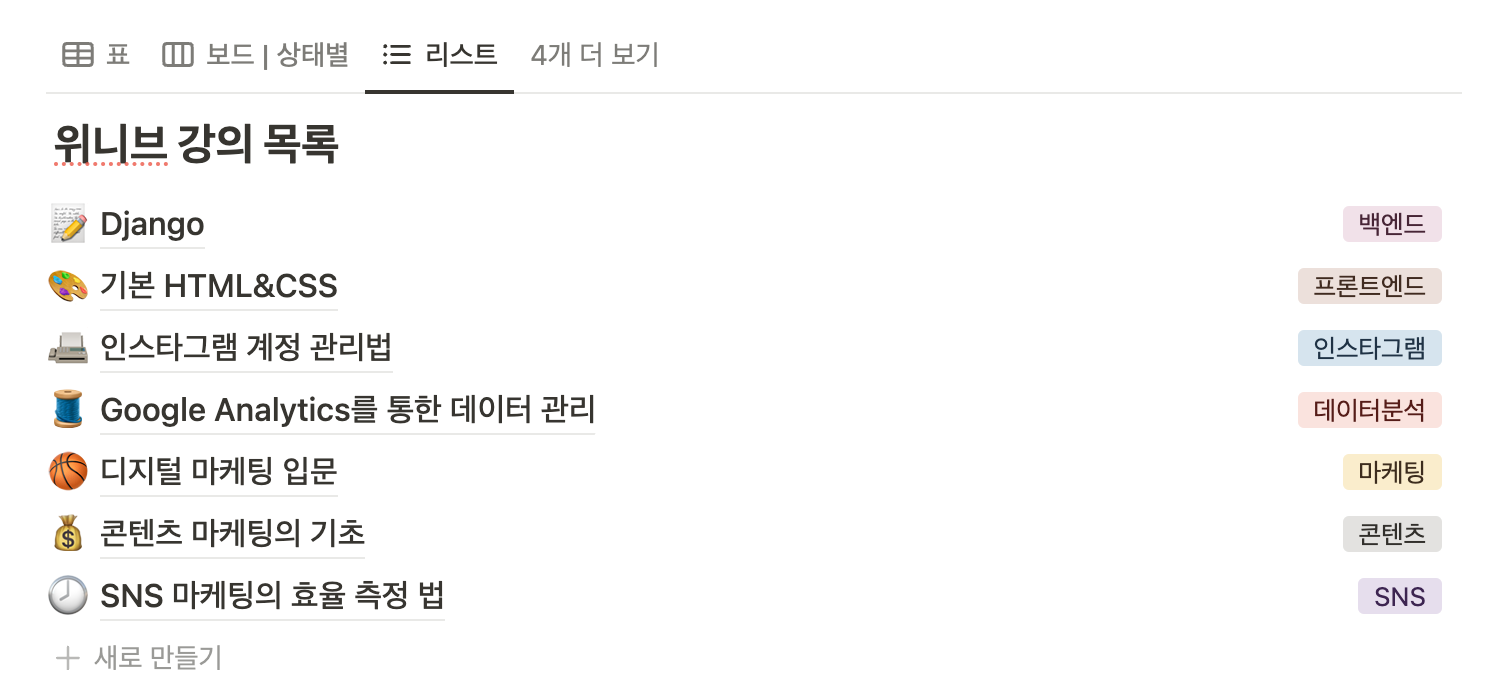 표 보드 | 상태별 리스트 4개 더 보기
위니브 강의 목록
Django 백엔드
기본 HTML&CSS 프론트엔드
인스타그램 계정 관리법 인스타그램
Google Analytics를 통한 데이터 관리 데이터분석
디지털 마케팅 입문 마케팅
콘텐츠 마케팅의 기초 콘텐츠
SNS 마케팅의 효율 측정 법 SNS
+ 새로 만들기